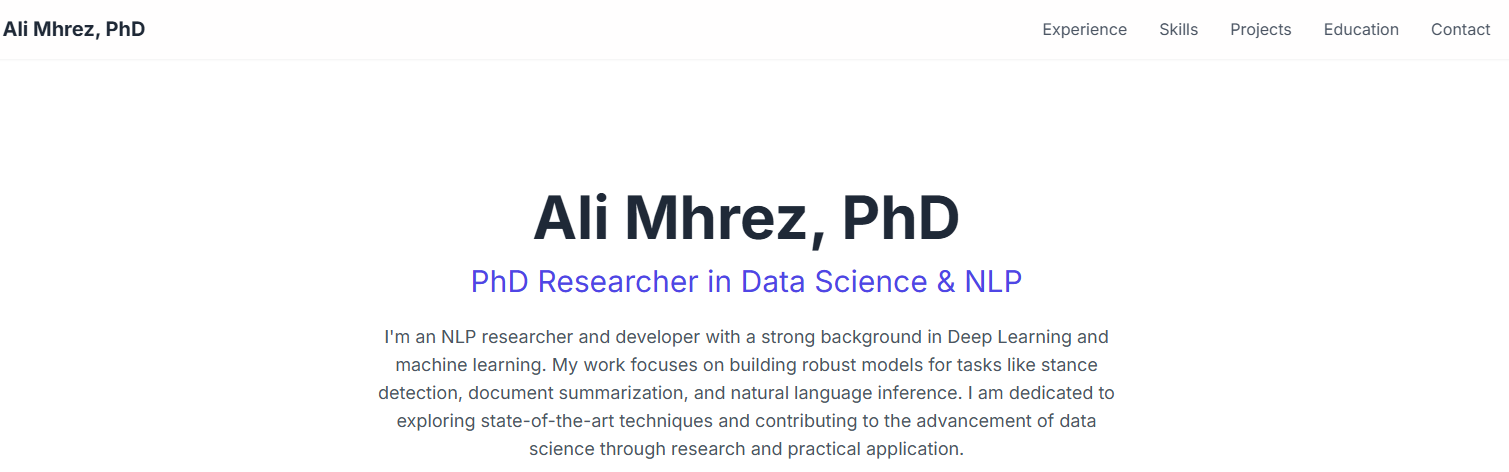 Ali Mhrez, PhD
Experience Skills Projects Education Contact
Ali Mhrez, PhD
PhD Researcher in Data Science & NLP
I'm an NLP researcher and developer with a strong background in Deep Learning and
machine learning. My work focuses on building robust models for tasks like stance
detection, document summarization, and natural language inference. I am dedicated to
exploring state-of-the-art techniques and contributing to the advancement of data
science through research and practical application.